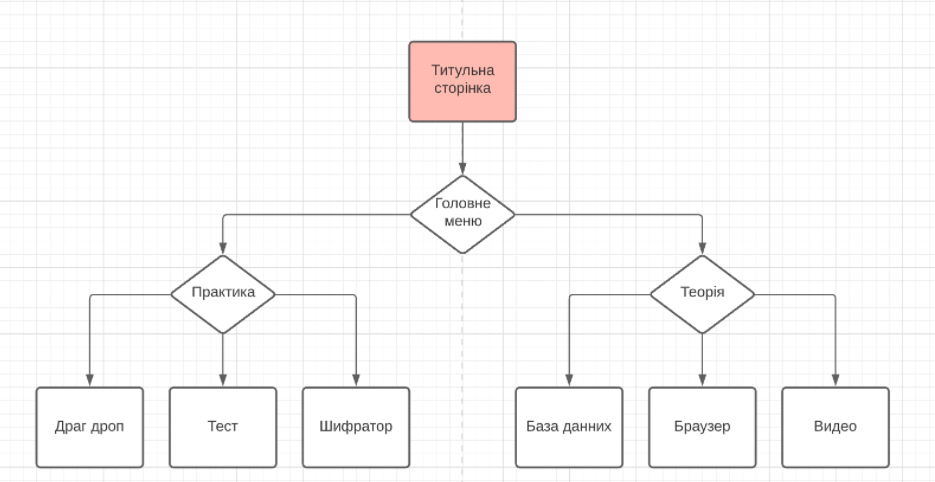 Титульна
сторінка
Головне
меню
Практика
Теорія
Драг дроп
Тест
Шифратор
База данних
Браузер
Видео